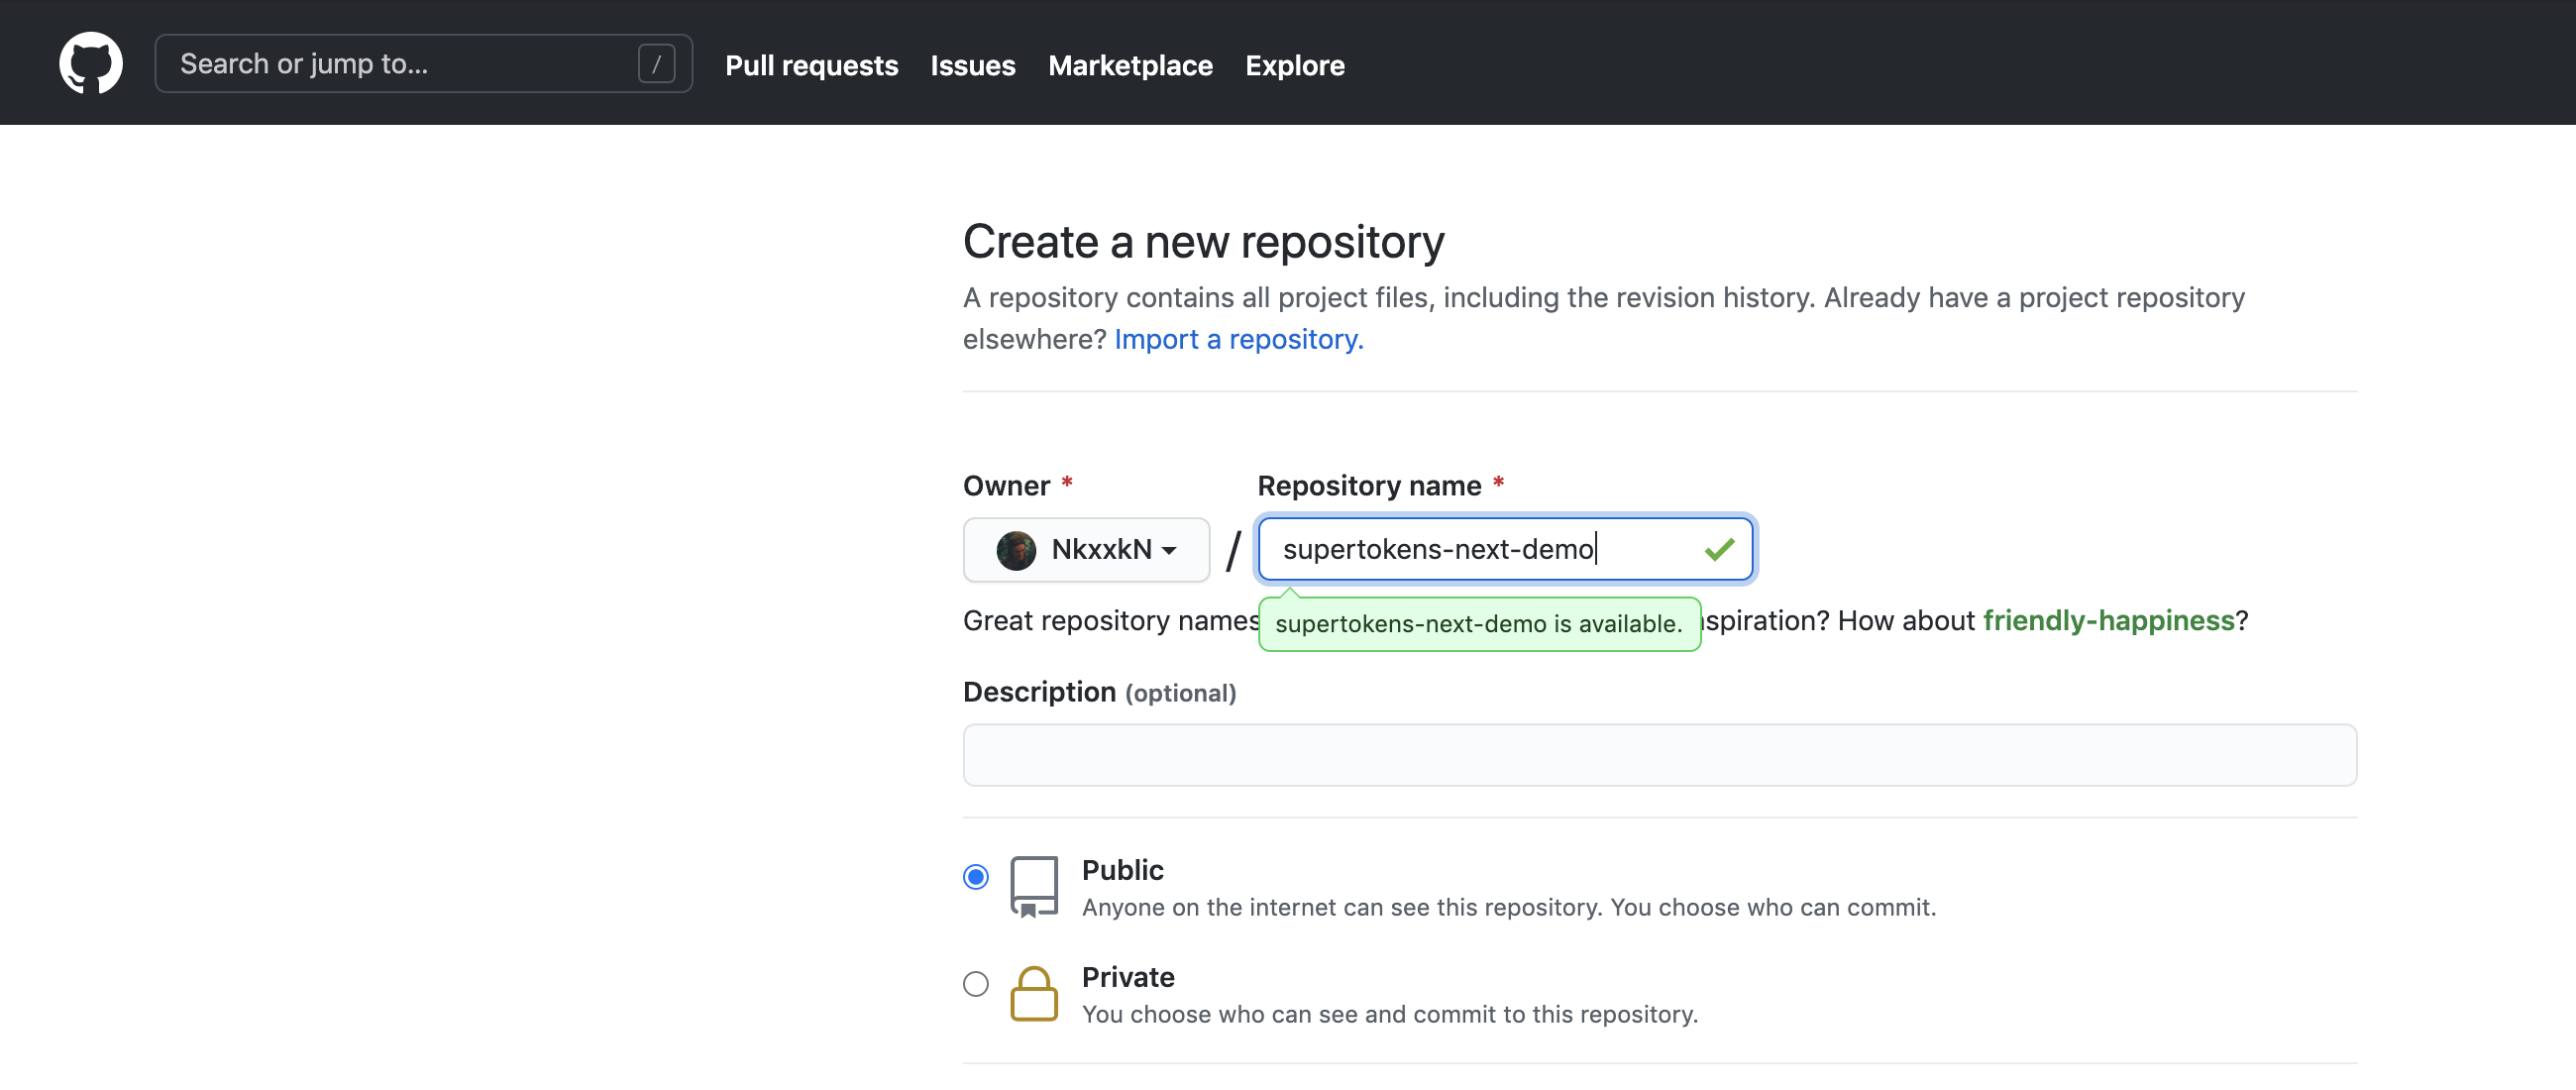 Search or jump to... /
Pull requests Issues Marketplace Explore
Create a new repository
A repository contains all project files, including the revision history. Already have a project repository
elsewhere? Import a repository.
Owner * Repository name *
NkxxkN / supertokens-next-demo
Great repository names supertokens-next-demo is available. How about friendly-happiness?
Description (optional)
Public
Anyone on the internet can see this repository. You choose who can commit.
Private
You choose who can see and commit to this repository.